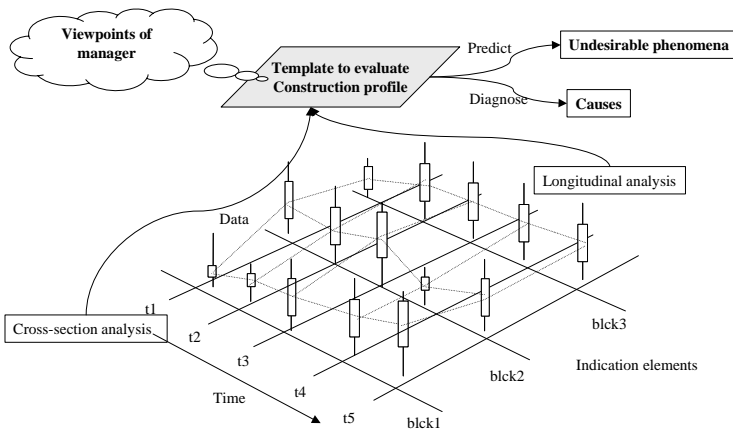 Viewpoints of
manager
Template to evaluate
Construction profile
Predict
Undesirable phenomena
Diagnose
Causes
Longitudinal analysis
Data
Cross-section analysis
t1
t2
t3
t4
t5
Time
blck1
blck2
blck3
Indication elements